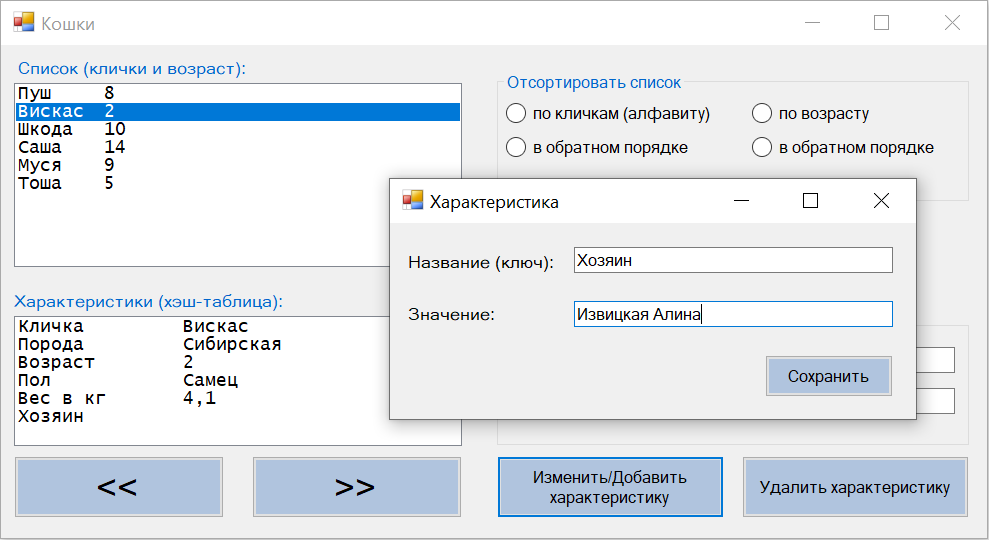 Кошки
Список (клички и возраст):
Пуш 8
Вискас 2
Шкода 10
Саша 14
Муся 9
Тоша 5
Отсортировать список
по кличкам (алфавиту) по возрасту
в обратном порядке в обратном порядке
Характеристика
Название (ключ): Хозяин
Значение: Извицкая Алина
Сохранить
Характеристики (хэш-таблица):
Кличка Вискас
Порода Сибирская
Возраст 2
Пол Самец
Вес в кг 4,1
Хозяин
<< >>
Изменить/Добавить
характеристику
Удалить характеристику